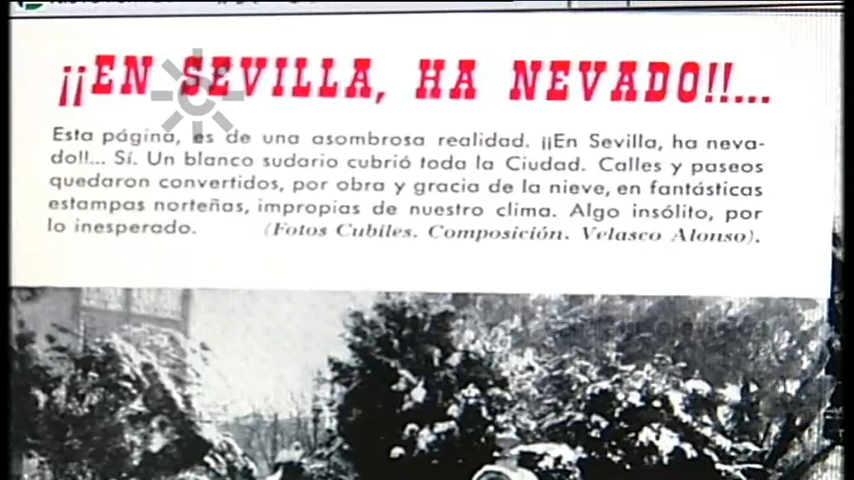 ¡¡EN SEVILLA, HA NEVADO!!...
Esta página, es de una asombrosa realidad. ¡¡En Sevilla, ha neva-
do!!... Sí. Un blanco sudario cubrió toda la Ciudad. Calles y paseos
quedaron convertidos, por obra y gracia de la nieve, en fantásticas
estampas norteñas, impropias de nuestro clima. Algo insólito, por
lo inesperado. (Fotos Cubiles. Composición. Velasco Alonso).